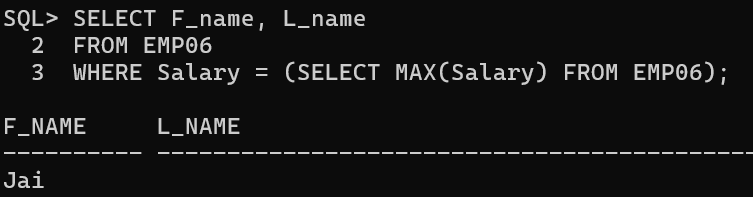 SQL> SELECT F_name, L_name
  2  FROM EMP06
  3  WHERE Salary = (SELECT MAX(Salary) FROM EMP06);
F_NAME     L_NAME
---------- ------------------------------------------
Jai